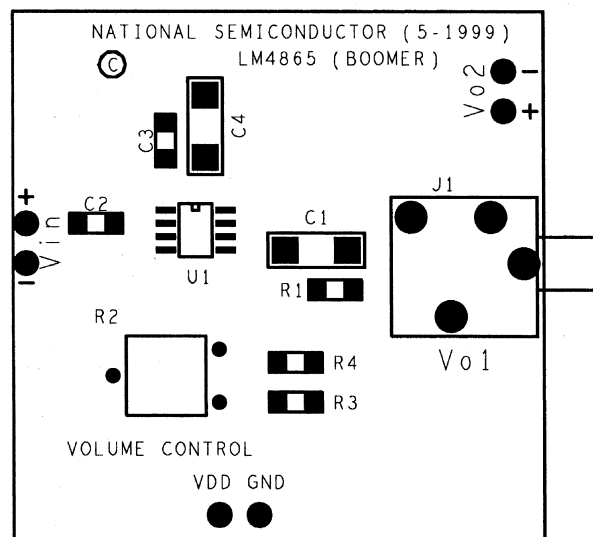 NATIONAL SEMICONDUCTOR (5-1999)
LM4865 (BOOMER)
©
Vo2
-
+
C3
C4
+
Vin
-
C2
U1
C1
J1
R1
R2
R4
R3
Vo1
VOLUME CONTROL
VDD GND